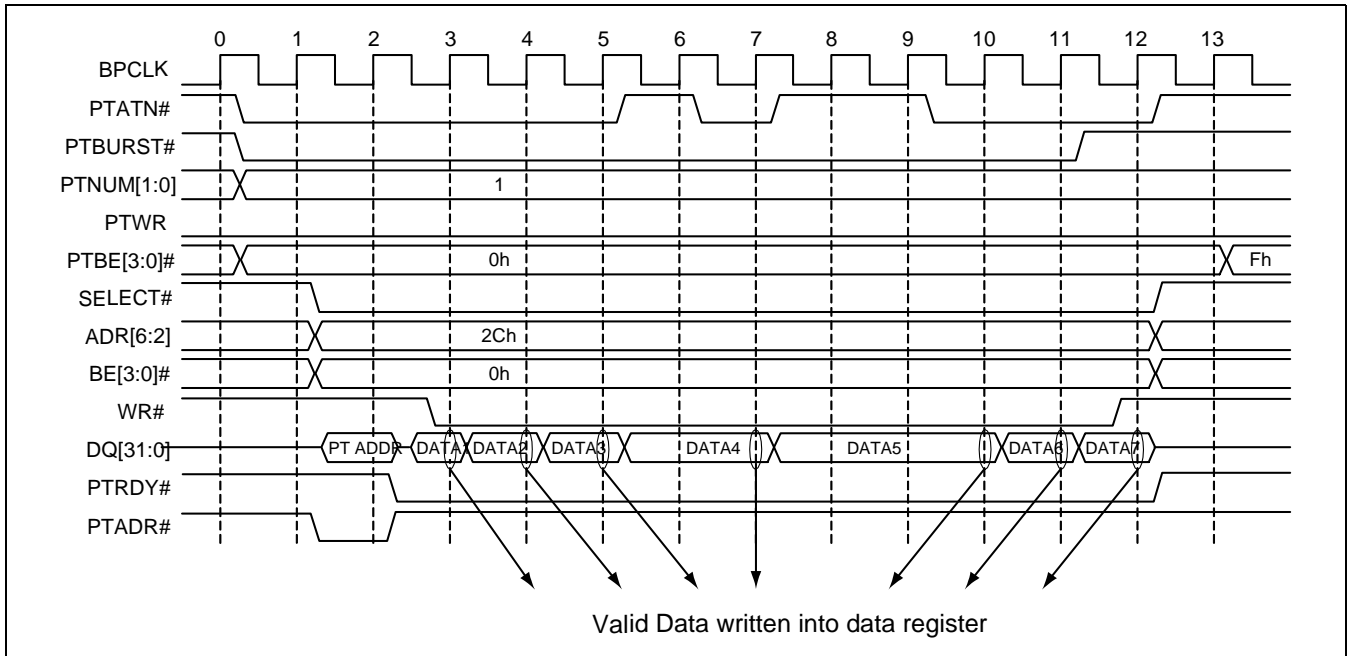 0 1 2 3 4 5 6 7 8 9 10 11 12 13
BPCLK
PTATN#
PTBURST#
PTNUM[1:0] 1
PTWR
PTBE[3:0]# 0h Fh
SELECT#
ADR[6:2] 2Ch
BE[3:0]# 0h
WR#
DQ[31:0] PT ADDR DATA1 DATA2 DATA3 DATA4 DATA5 DATA6 DATA7
PTRDY#
PTADR#
Valid Data written into data register